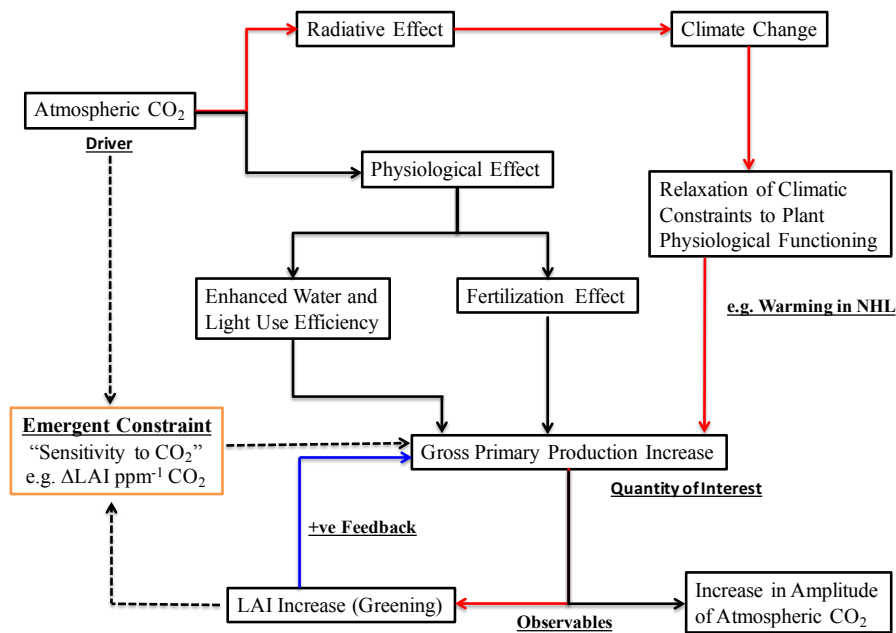 Radiative Effect
Climate Change
Atmospheric CO₂
Driver
Physiological Effect
Relaxation of Climatic
Constraints to Plant
Physiological Functioning
Enhanced Water and
Light Use Efficiency
Fertilization Effect
e.g. Warming in NHL
Emergent Constraint
“Sensitivity to CO₂”
e.g. ΔLAI ppm⁻¹ CO₂
Gross Primary Production Increase
Quantity of Interest
+ve Feedback
LAI Increase (Greening)
Observables
Increase in Amplitude
of Atmospheric CO₂